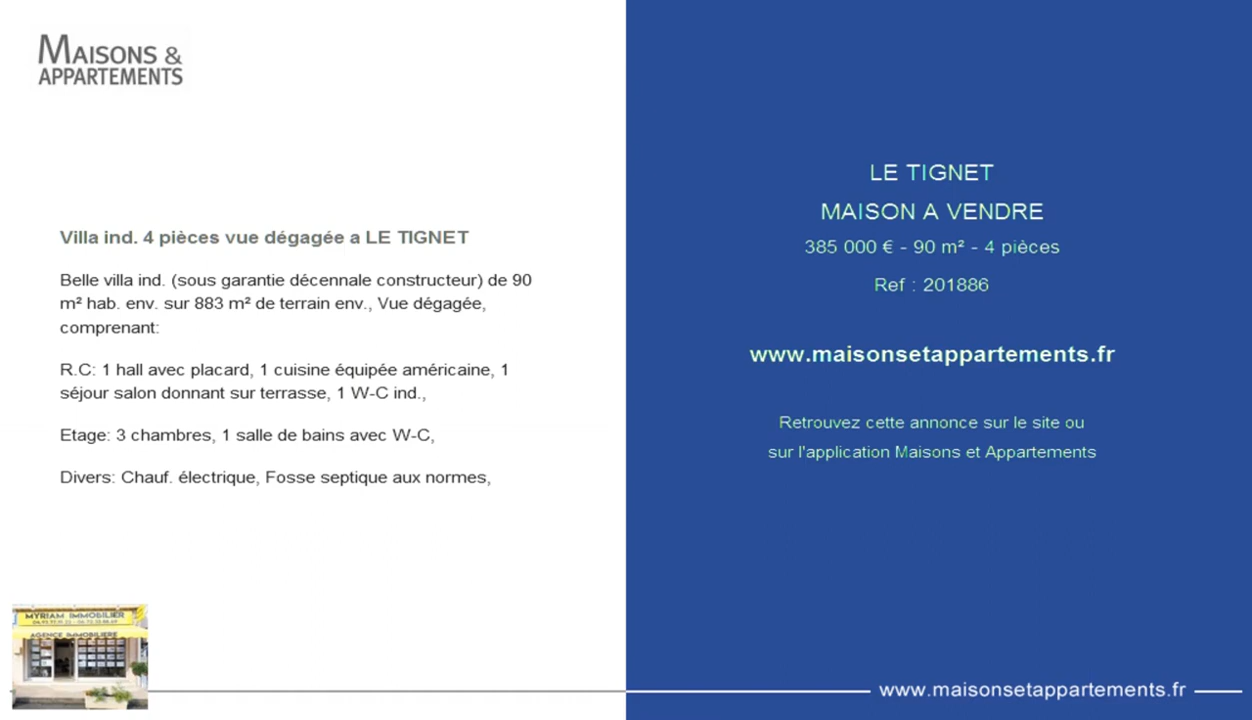 MAISONS &
APPARTEMENTS
Villa ind. 4 pièces vue dégagée a LE TIGNET
Belle villa ind. (sous garantie décennale constructeur) de 90
m² hab. env. sur 883 m² de terrain env., Vue dégagée,
comprenant:
R.C: 1 hall avec placard, 1 cuisine équipée américaine, 1
séjour salon donnant sur terrasse, 1 W-C ind.,
Etage: 3 chambres, 1 salle de bains avec W-C,
Divers: Chauf. électrique, Fosse septique aux normes,
MYRIAM IMMOBILIER
AGENCE IMMOBILIERE
LE TIGNET
MAISON A VENDRE
385 000 € - 90 m² - 4 pièces
Ref : 201886
www.maisonsetappartements.fr
Retrouvez cette annonce sur le site ou
sur l'application Maisons et Appartements
www.maisonsetappartements.fr